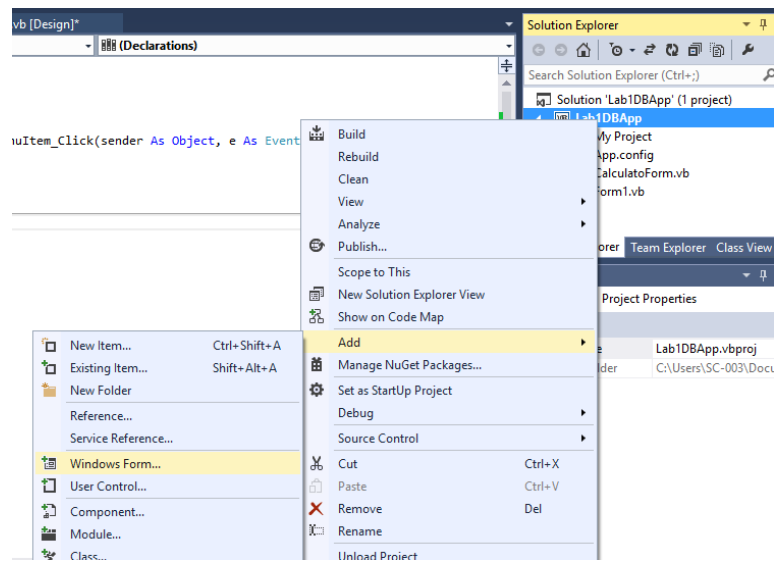 .vb [Design]*
(Declarations)
nuItem_Click(sender As Object, e As Event
Solution Explorer
Search Solution Explorer (Ctrl+;)
Solution 'Lab1DBApp' (1 project)
Lab1DBApp
My Project
App.config
CalculatoForm.vb
Form1.vb
orer Team Explorer Class View
Project Properties
e Lab1DBApp.vbproj
lder C:\Users\SC-003\Docu
Build
Rebuild
Clean
View
Analyze
Publish...
Scope to This
New Solution Explorer View
Show on Code Map
Add
Manage NuGet Packages...
Set as StartUp Project
Debug
Source Control
Cut Ctrl+X
Paste Ctrl+V
Remove Del
Rename
Unload Project
New Item... Ctrl+Shift+A
Existing Item... Shift+Alt+A
New Folder
Reference...
Service Reference...
Windows Form...
User Control...
Component...
Module...
Class...